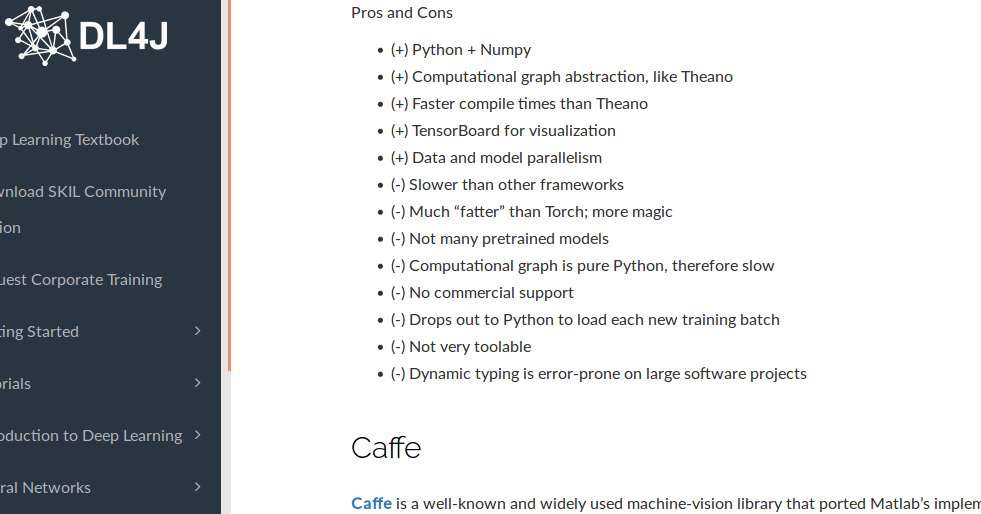 DL4J
p Learning Textbook
wnload SKIL Community
ion
uest Corporate Training
ting Started
orials
oduction to Deep Learning
ral Networks
Pros and Cons
(+) Python + Numpy
(+) Computational graph abstraction, like Theano
(+) Faster compile times than Theano
(+) TensorBoard for visualization
(+) Data and model parallelism
(-) Slower than other frameworks
(-) Much “fatter” than Torch; more magic
(-) Not many pretrained models
(-) Computational graph is pure Python, therefore slow
(-) No commercial support
(-) Drops out to Python to load each new training batch
(-) Not very toolable
(-) Dynamic typing is error-prone on large software projects
Caffe
Caffe is a well-known and widely used machine-vision library that ported Matlab’s implem